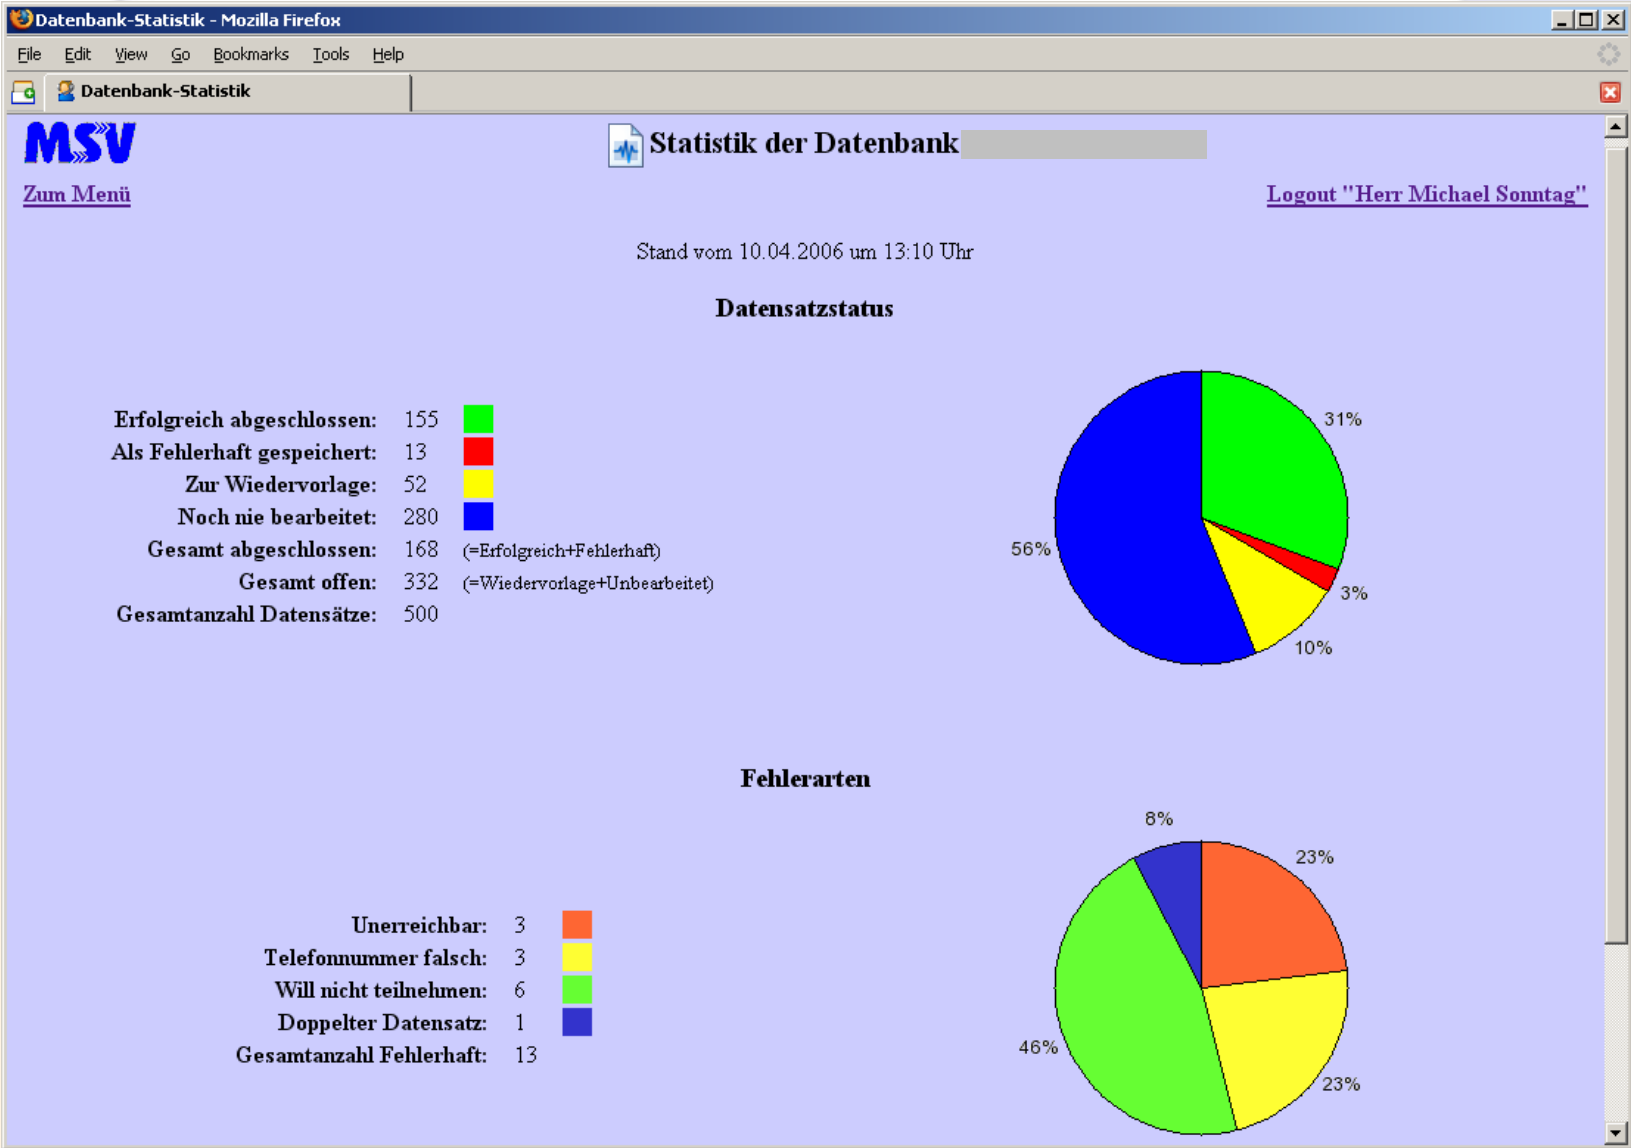 Datenbank-Statistik - Mozilla Firefox
File Edit View Go Bookmarks Tools Help
Datenbank-Statistik
MSV
Statistik der Datenbank
Zum Menü
Logout "Herr Michael Sonntag"
Stand vom 10.04.2006 um 13:10 Uhr
Datensatzstatus
Erfolgreich abgeschlossen: 155
Als Fehlerhaft gespeichert: 13
Zur Wiedervorlage: 52
Noch nie bearbeitet: 280
Gesamt abgeschlossen: 168 (=Erfolgreich+Fehlerhaft)
Gesamt offen: 332 (=Wiedervorlage+Unbearbeitet)
Gesamtanzahl Datensätze: 500
31%
56%
3%
10%
Fehlerarten
Unerreichbar: 3
Telefonnummer falsch: 3
Will nicht teilnehmen: 6
Doppelter Datensatz: 1
Gesamtanzahl Fehlerhaft: 13
8%
23%
46%
23%